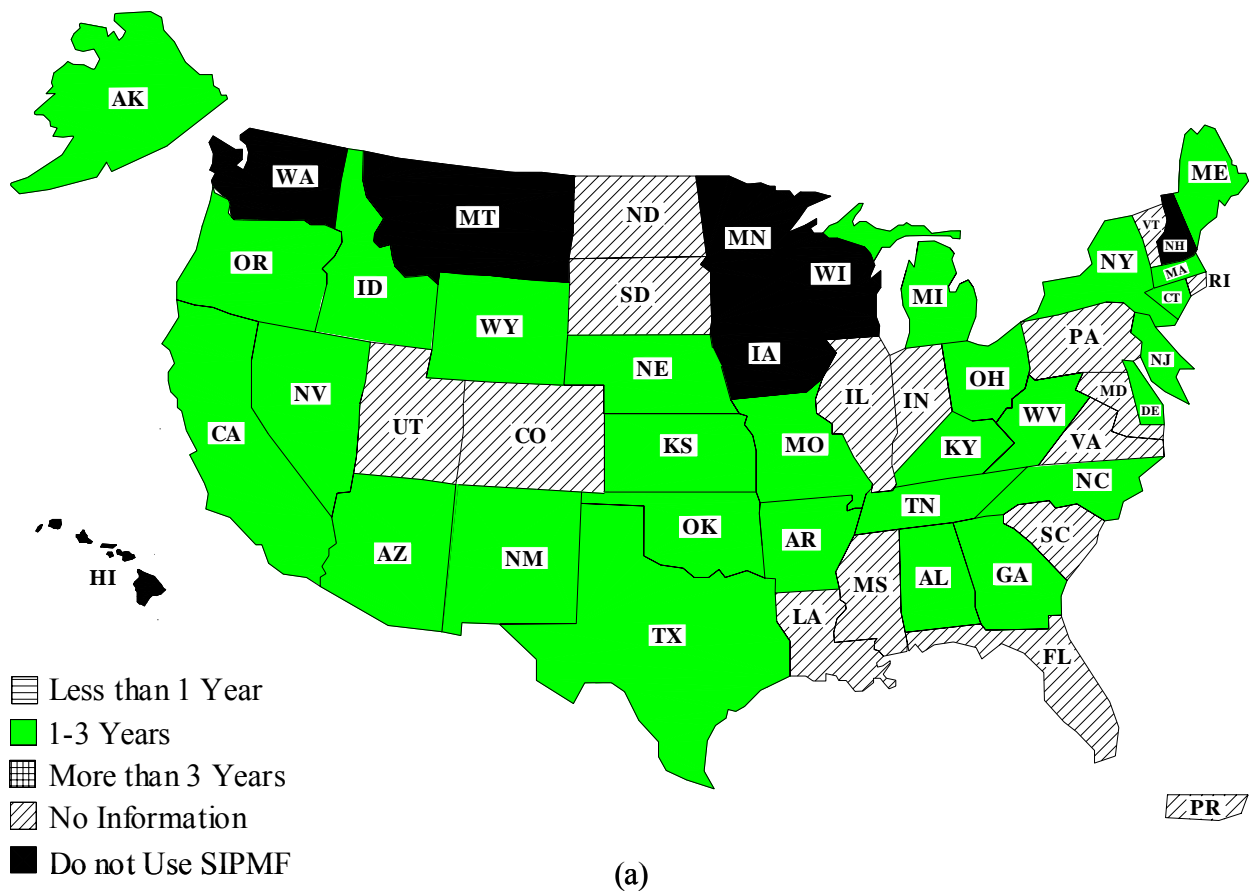 AK
WA
MT
ND
MN
ME
VT
NH
OR
ID
SD
WI
NY
MA
RI
CT
WY
MI
IA
PA
NE
NJ
NV
OH
MD
IL
IN
DE
CA
UT
CO
WV
KS
MO
KY
VA
NC
TN
OK
AR
SC
AZ
NM
HI
AL
GA
MS
LA
TX
FL
Less than 1 Year
1-3 Years
More than 3 Years
No Information
PR
Do not Use SIPMF
(a)